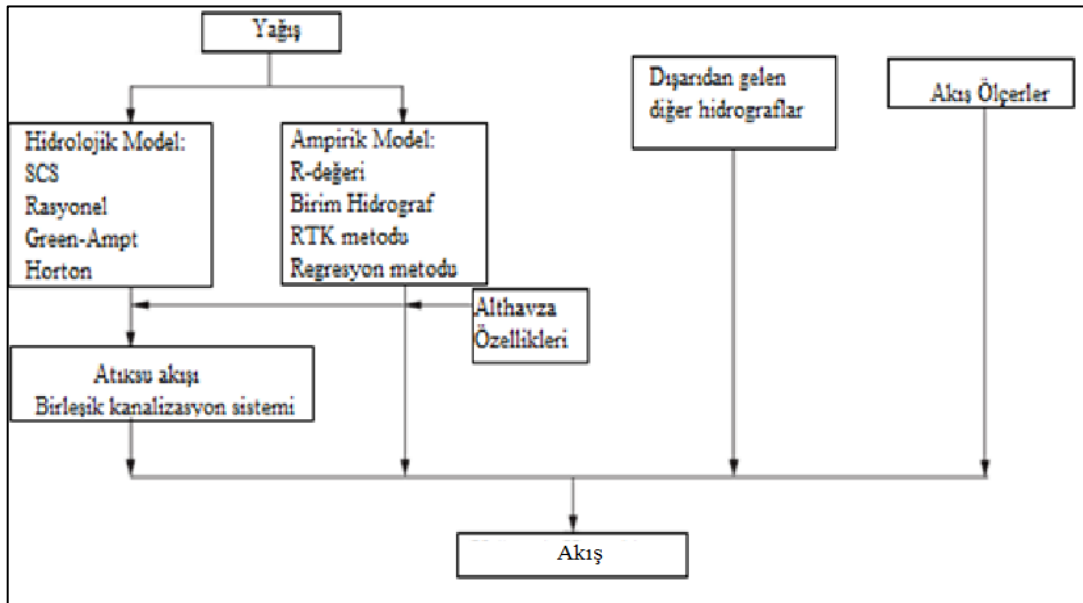 Yağış
Dışarıdan gelen
diğer hidrograflar
Akış Ölçerler
Hidrolojik Model:
SCS
Rasyonel
Green-Ampt
Horton
Ampirik Model:
R-değeri
Birim Hidrograf
RTK metodu
Regresyon metodu
Althavza
Özellikleri
Atıksu akışı
Birleşik kanalizasyon sistemi
Akış